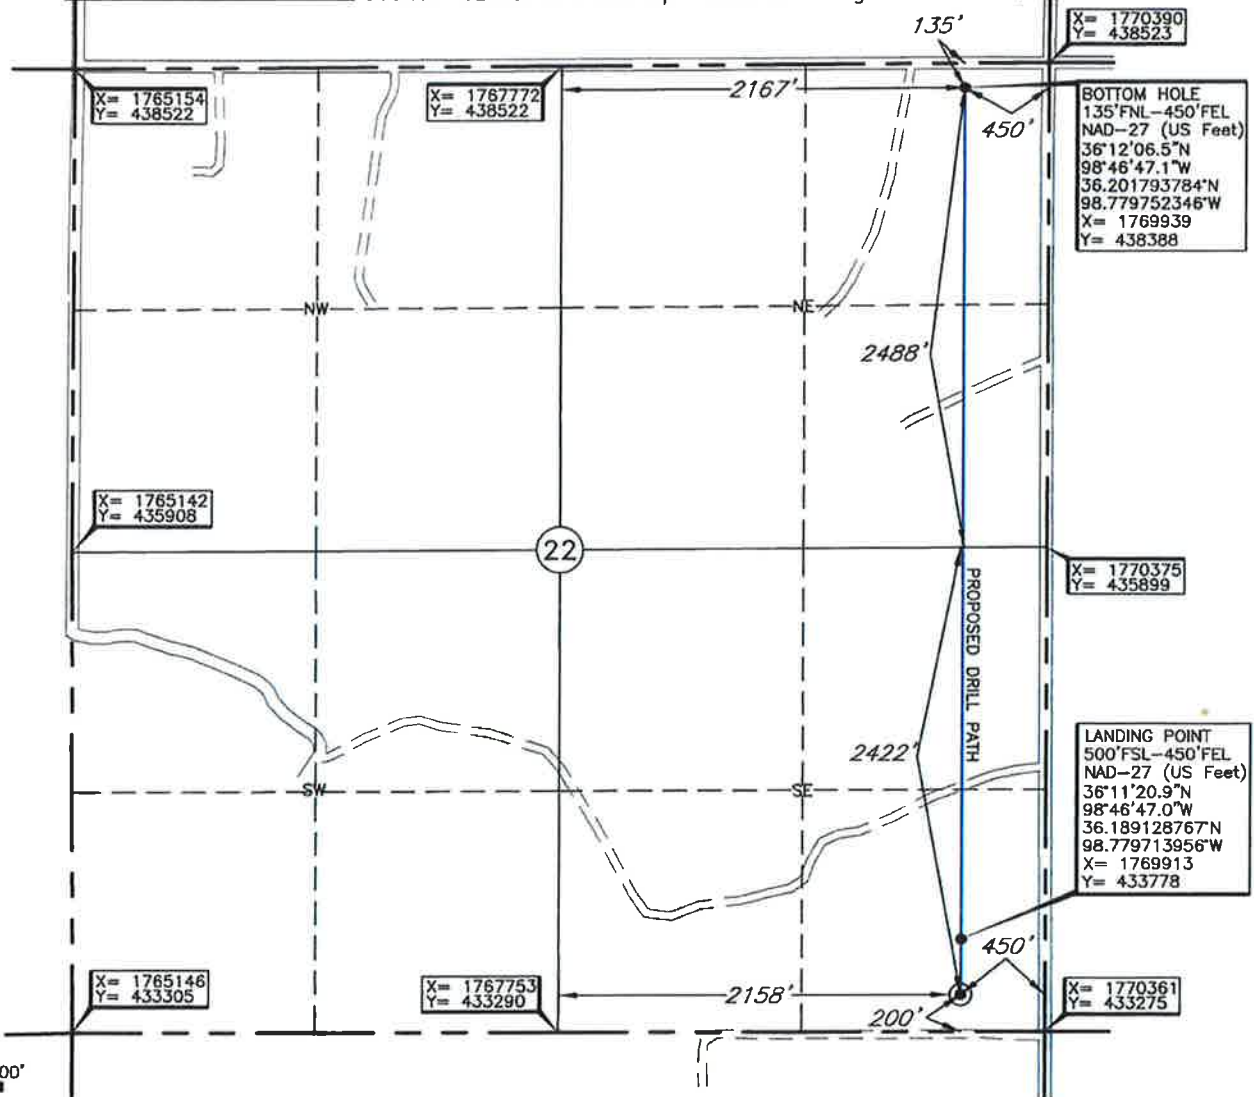 135'
X= 1770390
Y= 438523
X= 1765154
Y= 438522
X= 1767772
Y= 438522
2167'
450'
BOTTOM HOLE
135'FNL-450'FEL
NAD-27 (US Feet)
36°12'06.5"N
98°46'47.1"W
36.201793784°N
98.779752346°W
X= 1769939
Y= 438388
NW
NE
2488'
X= 1765142
Y= 435908
22
X= 1770375
Y= 435899
PROPOSED DRILL PATH
2422'
LANDING POINT
500'FSL-450'FEL
NAD-27 (US Feet)
36°11'20.9"N
98°46'47.0"W
36.189128767°N
98.779713956°W
X= 1769913
Y= 433778
SW
SE
450'
X= 1765146
Y= 433305
X= 1767753
Y= 433290
2158'
X= 1770361
Y= 433275
200'
00'